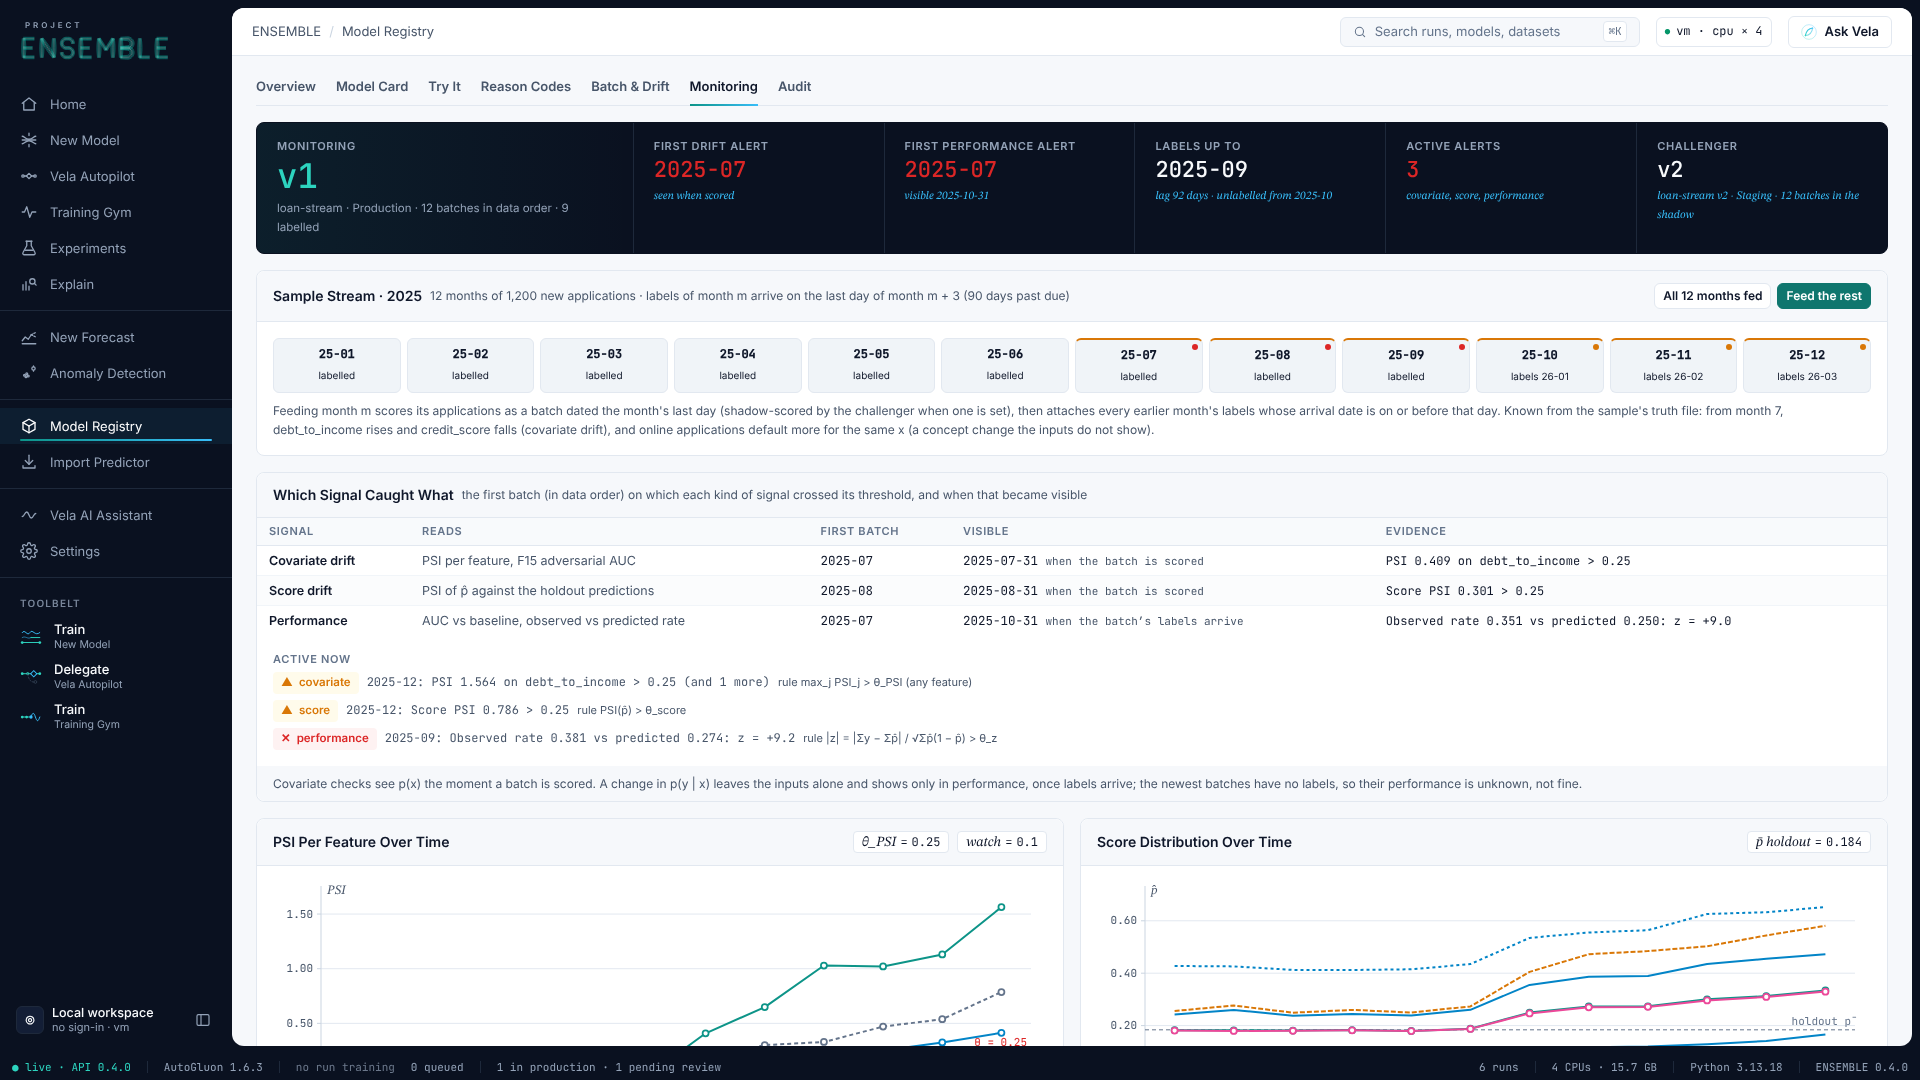 PROJECT
ENSEMBLE
Home
New Model
Vela Autopilot
Training Gym
Experiments
Explain
New Forecast
Anomaly Detection
Model Registry
Import Predictor
Vela AI Assistant
Settings
TOOLBELT
Train
New Model
Delegate
Vela Autopilot
Train
Training Gym
Local workspace
no sign-in · vm
ENSEMBLE / Model Registry
Search runs, models, datasets ⌘K
vm · cpu × 4
Ask Vela
Overview Model Card Try It Reason Codes Batch & Drift Monitoring Audit
MONITORING
v1
loan-stream · Production · 12 batches in data order · 9
labelled
FIRST DRIFT ALERT
2025-07
seen when scored
FIRST PERFORMANCE ALERT
2025-07
visible 2025-10-31
LABELS UP TO
2025-09
lag 92 days · unlabelled from 2025-10
ACTIVE ALERTS
3
covariate, score, performance
CHALLENGER
v2
loan-stream v2 · Staging · 12 batches in the
shadow
Sample Stream · 2025 12 months of 1,200 new applications · labels of month m arrive on the last day of month m + 3 (90 days past due)
All 12 months fed
Feed the rest
25-01 25-02 25-03 25-04 25-05 25-06 25-07 25-08 25-09 25-10 25-11 25-12
labelled labelled labelled labelled labelled labelled labelled labelled labelled labels 26-01 labels 26-02 labels 26-03
Feeding month m scores its applications as a batch dated the month's last day (shadow-scored by the challenger when one is set), then attaches every earlier month's labels whose arrival date is on or before that day. Known from the sample's truth file: from month 7,
debt_to_income rises and credit_score falls (covariate drift), and online applications default more for the same x (a concept change the inputs do not show).
Which Signal Caught What the first batch (in data order) on which each kind of signal crossed its threshold, and when that became visible
SIGNAL READS FIRST BATCH VISIBLE EVIDENCE
Covariate drift PSI per feature, F15 adversarial AUC 2025-07 2025-07-31 when the batch is scored PSI 0.409 on debt_to_income > 0.25
Score drift PSI of p̂ against the holdout predictions 2025-08 2025-08-31 when the batch is scored Score PSI 0.301 > 0.25
Performance AUC vs baseline, observed vs predicted rate 2025-07 2025-10-31 when the batch's labels arrive Observed rate 0.351 vs predicted 0.250: z = +9.0
ACTIVE NOW
▲ covariate 2025-12: PSI 1.564 on debt_to_income > 0.25 (and 1 more) rule max_j PSI_j > θ_PSI (any feature)
▲ score 2025-12: Score PSI 0.786 > 0.25 rule PSI(p̂) > θ_score
✕ performance 2025-09: Observed rate 0.381 vs predicted 0.274: z = +9.2 rule |z| = |Σy − Σp̂| / √Σp̂(1 − p̂) > θ_z
Covariate checks see p(x) the moment a batch is scored. A change in p(y | x) leaves the inputs alone and shows only in performance, once labels arrive; the newest batches have no labels, so their performance is unknown, not fine.
PSI Per Feature Over Time
θ_PSI = 0.25
watch = 0.1
PSI
1.50
1.00
0.50
θ = 0.25
Score Distribution Over Time
p̄ holdout = 0.184
p̂
0.60
0.40
0.20
holdout p̄
live · API 0.4.0 AutoGluon 1.6.3 no run training 0 queued 1 in production · 1 pending review
6 runs 4 CPUs · 15.7 GB Python 3.13.18 ENSEMBLE 0.4.0